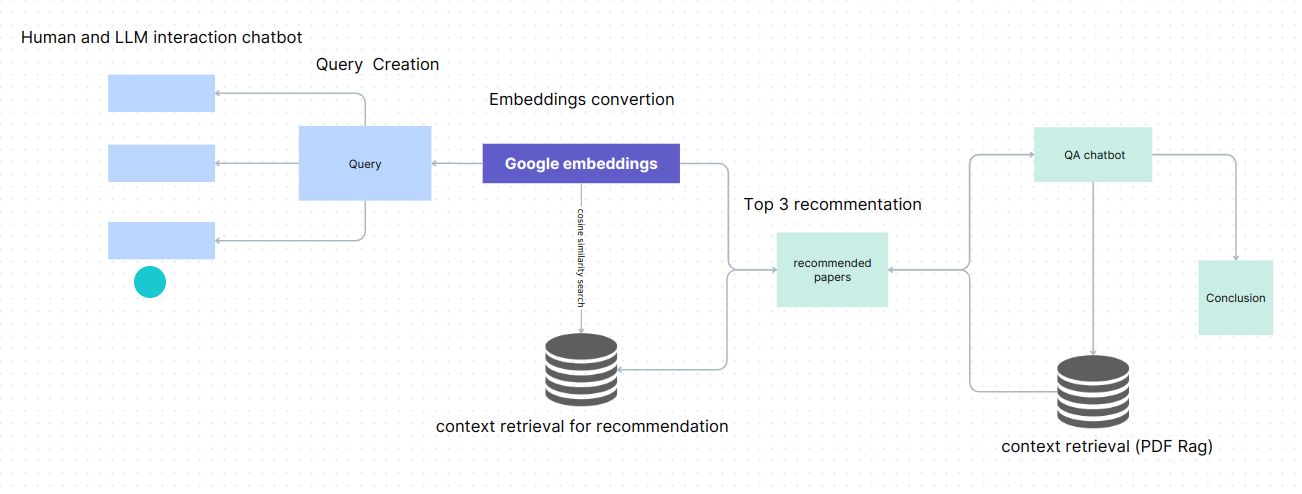 Human and LLM interaction chatbot
Query  Creation
Embeddings convertion
Query
Google embeddings
cosine similarity search
context retrieval for recommendation
Top 3 recommentation
recommended
papers
QA chatbot
Conclusion
context retrieval (PDF Rag)